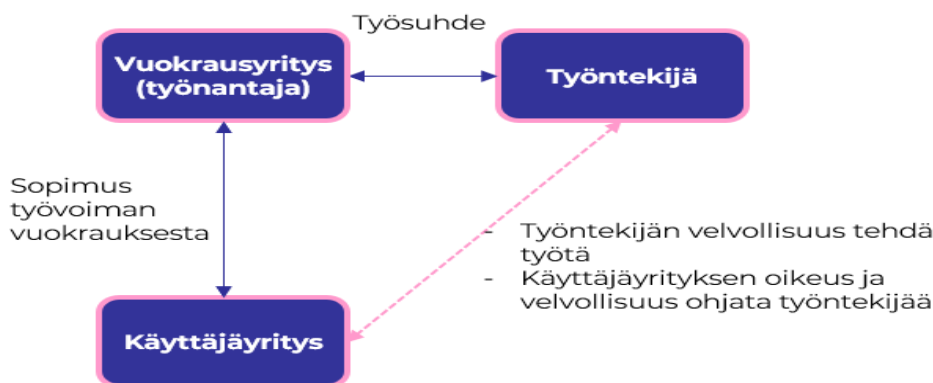 Työsuhde
Vuokrausyritys
(työnantaja)
Työntekijä
Sopimus
työvoiman
vuokrauksesta
- Työntekijän velvollisuus tehdä
työtä
- Käyttäjäyrityksen oikeus ja
velvollisuus ohjata työntekijää
Käyttäjäyritys